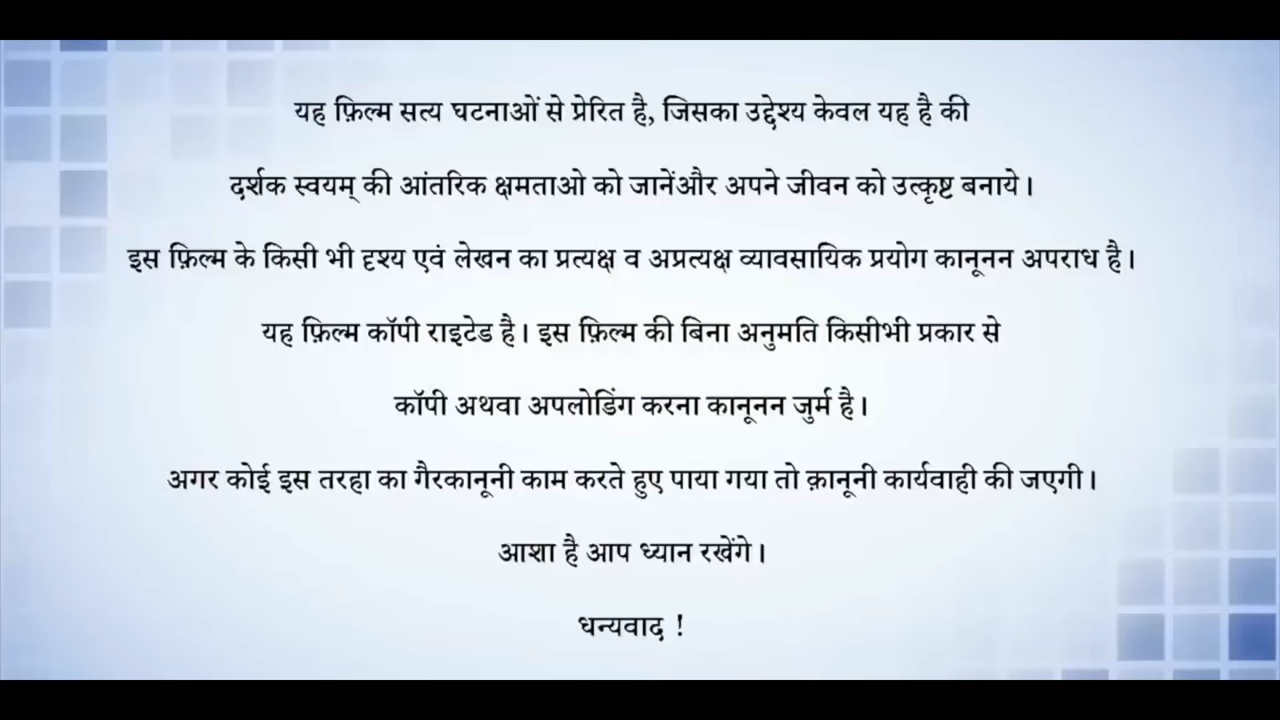 यह फ़िल्म सत्य घटनाओं से प्रेरित है, जिसका उद्देश्य केवल यह है की
दर्शक स्वयम् की आंतरिक क्षमताओ को जानेंऔर अपने जीवन को उत्कृष्ट बनाये।
इस फ़िल्म के किसी भी दृश्य एवं लेखन का प्रत्यक्ष व अप्रत्यक्ष व्यावसायिक प्रयोग कानूनन अपराध है।
यह फ़िल्म कॉपी राइटेड है। इस फ़िल्म की बिना अनुमति किसीभी प्रकार से
कॉपी अथवा अपलोडिंग करना कानूनन जुर्म है।
अगर कोई इस तरहा का गैरकानूनी काम करते हुए पाया गया तो क़ानूनी कार्यवाही की जएगी।
आशा है आप ध्यान रखेंगे।
धन्यवाद !